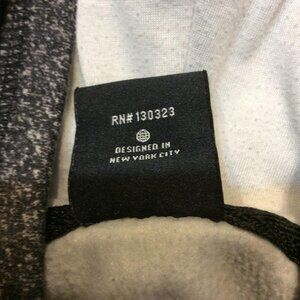 RN# 130323
DESIGNED IN
NEW YORK CITY